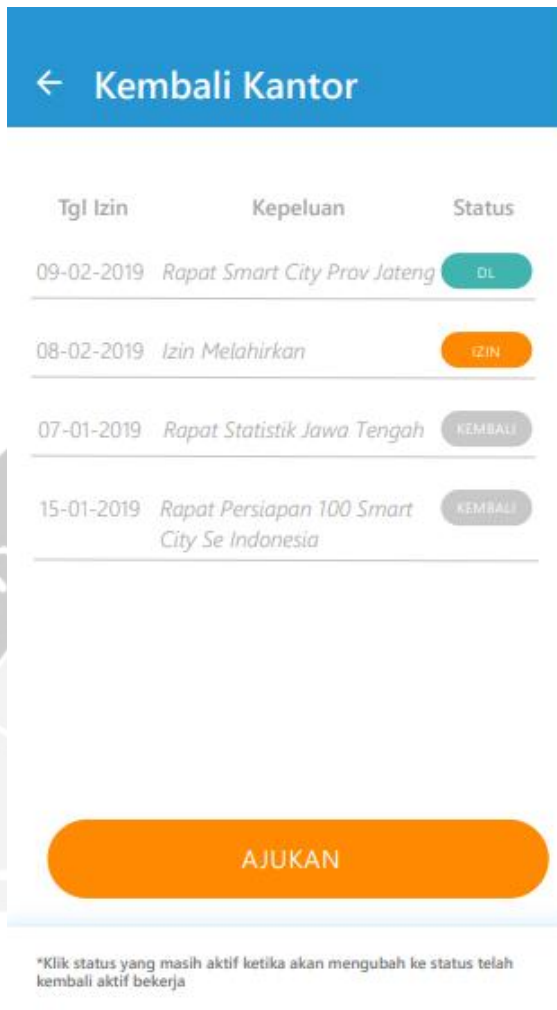 ← Kembali Kantor
Tgl Izin Kepeluan Status
09-02-2019 Rapat Smart City Prov Jateng DL
08-02-2019 Izin Melahirkan IZIN
07-01-2019 Rapat Statistik Jawa Tengah KEMBALI
15-01-2019 Rapat Persiapan 100 Smart KEMBALI
City Se Indonesia
AJUKAN
*Klik status yang masih aktif ketika akan mengubah ke status telah
kembali aktif bekerja